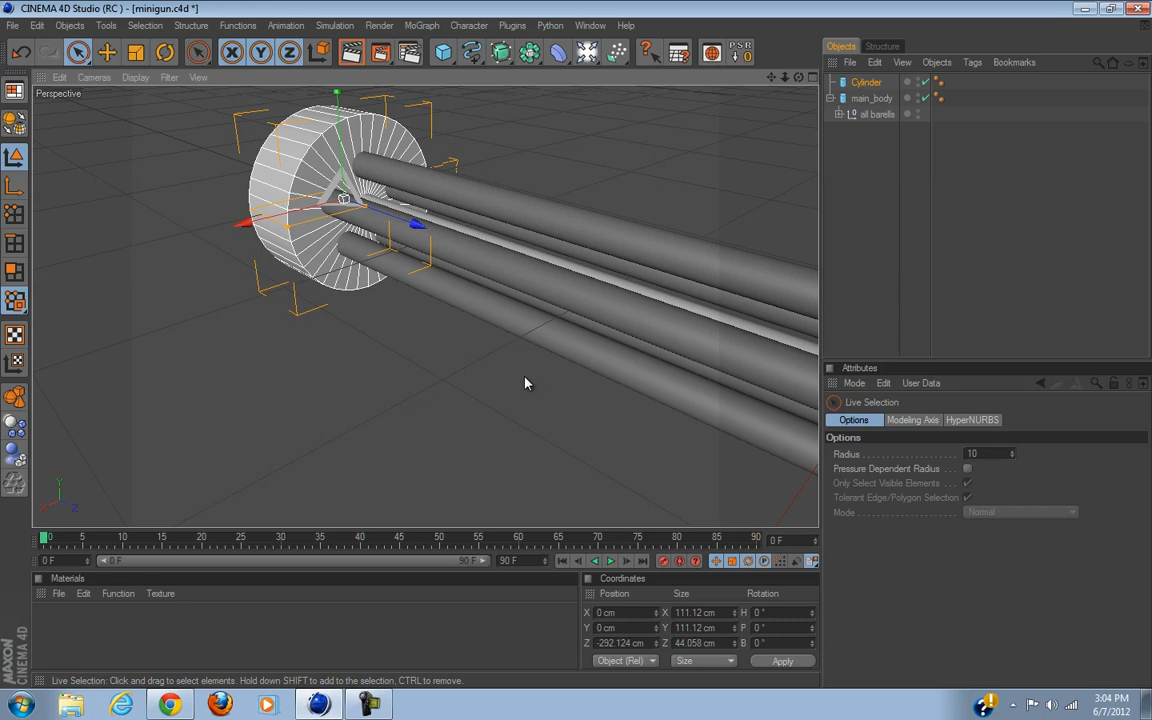 CINEMA 4D Studio (RC ) - [minigun.c4d *]
File Edit Objects Tools Selection Structure Functions Animation Simulation Render MoGraph Character Plugins Python Window Help
X Y Z PSR 0
Edit Cameras Display Filter View
Perspective
Y
X Z
Objects Structure
File Edit View Objects Tags Bookmarks
Cylinder
main_body
all barells
Attributes
Mode Edit User Data
Live Selection
Options Modeling Axis HyperNURBS
Options
Radius 10
Pressure Dependent Radius
Only Select Visible Elements
Tolerant Edge/Polygon Selection
Mode Normal
0 5 10 15 20 25 30 35 40 45 50 55 60 65 70 75 80 85 90 0 F
0 F 0 F 90 F 90 F
Materials
File Edit Function Texture
Coordinates
Position Size Rotation
X 0 cm X 111.12 cm H 0 °
Y 0 cm Y 111.12 cm P 0 °
Z -292.124 cm Z 44.058 cm B 0 °
Object (Rel) Size Apply
MAXON CINEMA 4D
Live Selection: Click and drag to select elements. Hold down SHIFT to add to the selection, CTRL to remove.
3:04 PM
6/7/2012